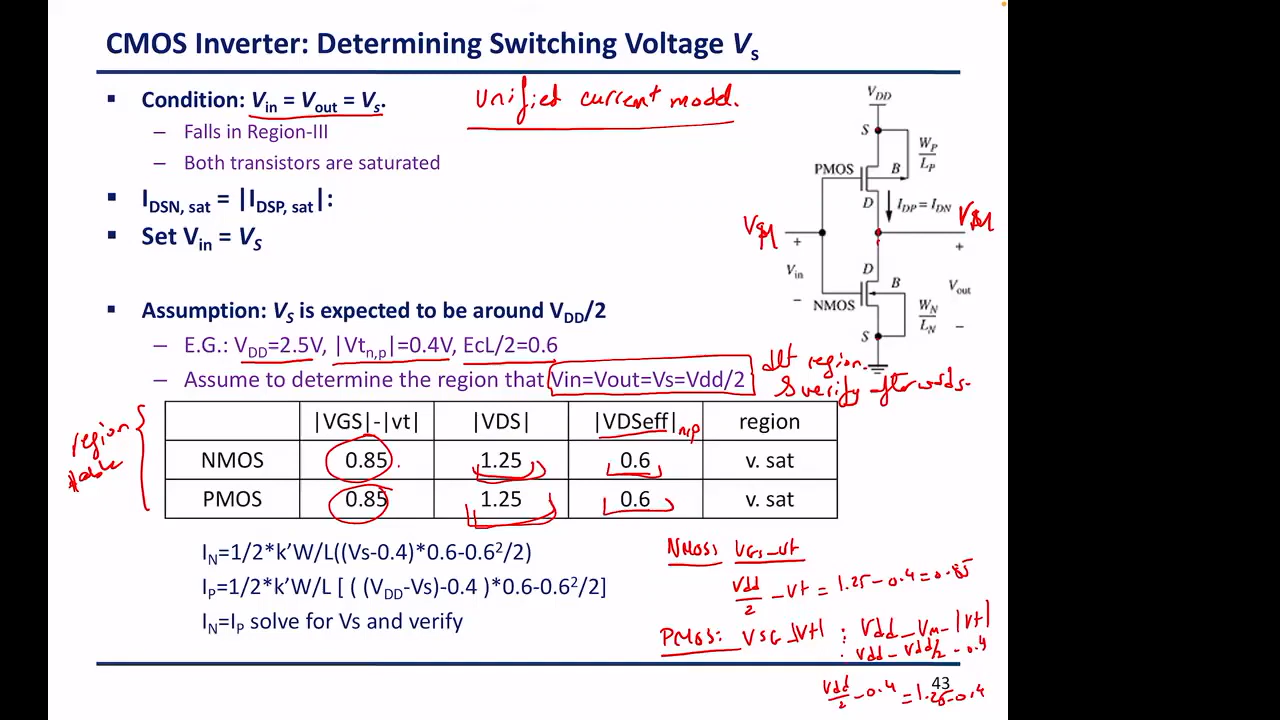 CMOS Inverter: Determining Switching Voltage Vs
Condition: Vin = Vout = Vs.
Unified current model.
– Falls in Region-III
– Both transistors are saturated
IDSN, sat = |IDSP, sat|:
Set Vin = VS
VDD
S
WP
LP
PMOS
B
D
IDP = IDN
+
+
Vin
D
B
Vout
–
NMOS
WN
LN
–
S
Assumption: VS is expected to be around VDD/2
– E.G.: VDD=2.5V, |Vtn,p|=0.4V, EcL/2=0.6
– Assume to determine the region that Vin=Vout=Vs=Vdd/2
region.
verify afterwards.
region
table
|VGS|-|vt| |VDS| |VDSeff|n,p region
NMOS 0.85 1.25 0.6 v. sat
PMOS 0.85 1.25 0.6 v. sat
IN=1/2*k’W/L((Vs-0.4)*0.6-0.6²/2)
IP=1/2*k’W/L [ ( (VDD-Vs)-0.4 )*0.6-0.6²/2]
IN=IP solve for Vs and verify
NMOS: VGS-Vt
Vdd/2 - Vt = 1.25-0.4=0.85
PMOS: VSG-|Vt| : Vdd-VM-|Vt|
: Vdd - Vdd/2 - 0.4
Vdd/2 - 0.4 = 1.25-0.4
43